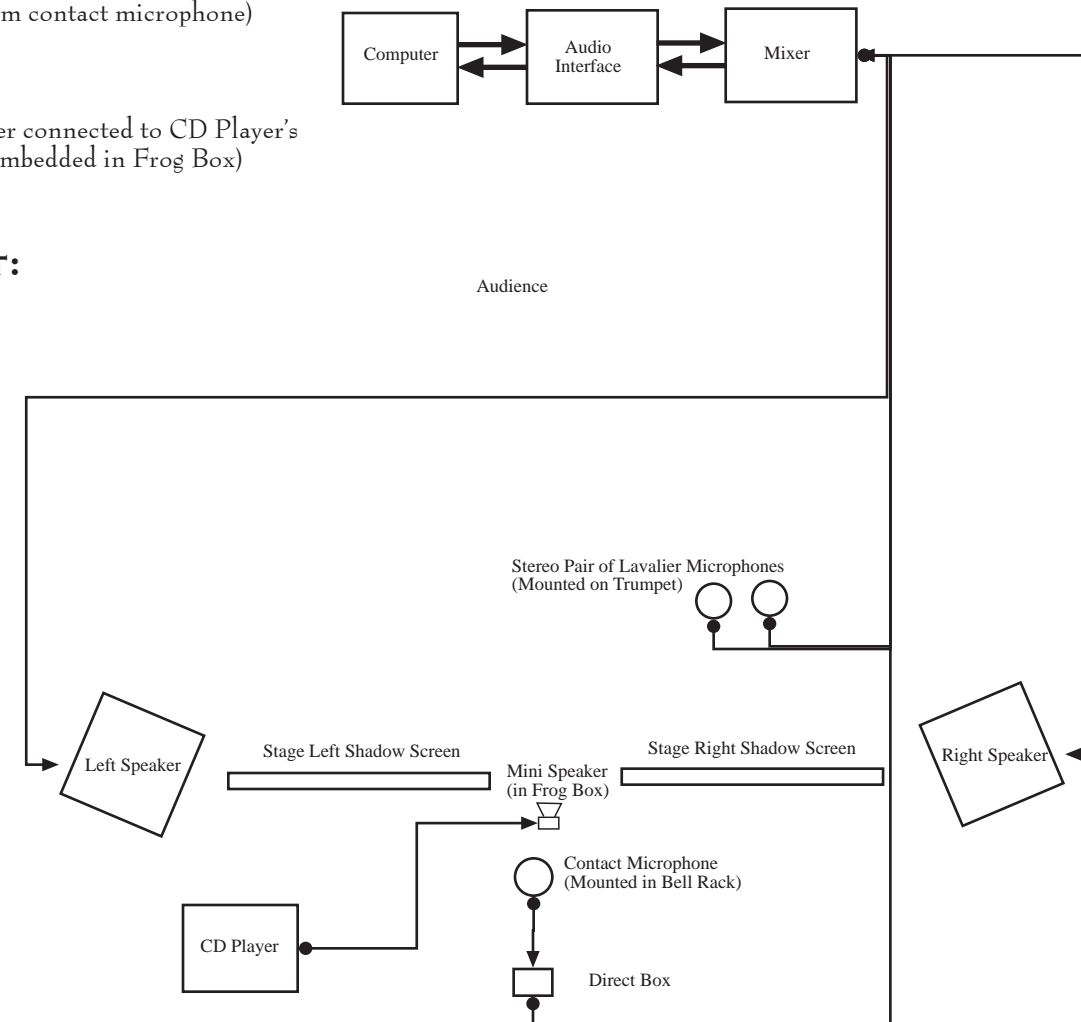 contact microphone)
connected to CD Player's
in Frog Box)
Computer
Audio
Interface
Mixer
Audience
Stereo Pair of Lavalier Microphones
(Mounted on Trumpet)
Left Speaker
Stage Left Shadow Screen
Stage Right Shadow Screen
Right Speaker
Mini Speaker
(in Frog Box)
Contact Microphone
(Mounted in Bell Rack)
CD Player
Direct Box